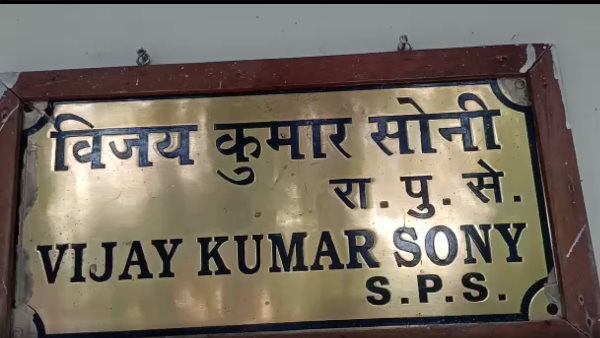 विजय कुमार सोनी
रा. पु. से.
VIJAY KUMAR SONY
S.P.S.